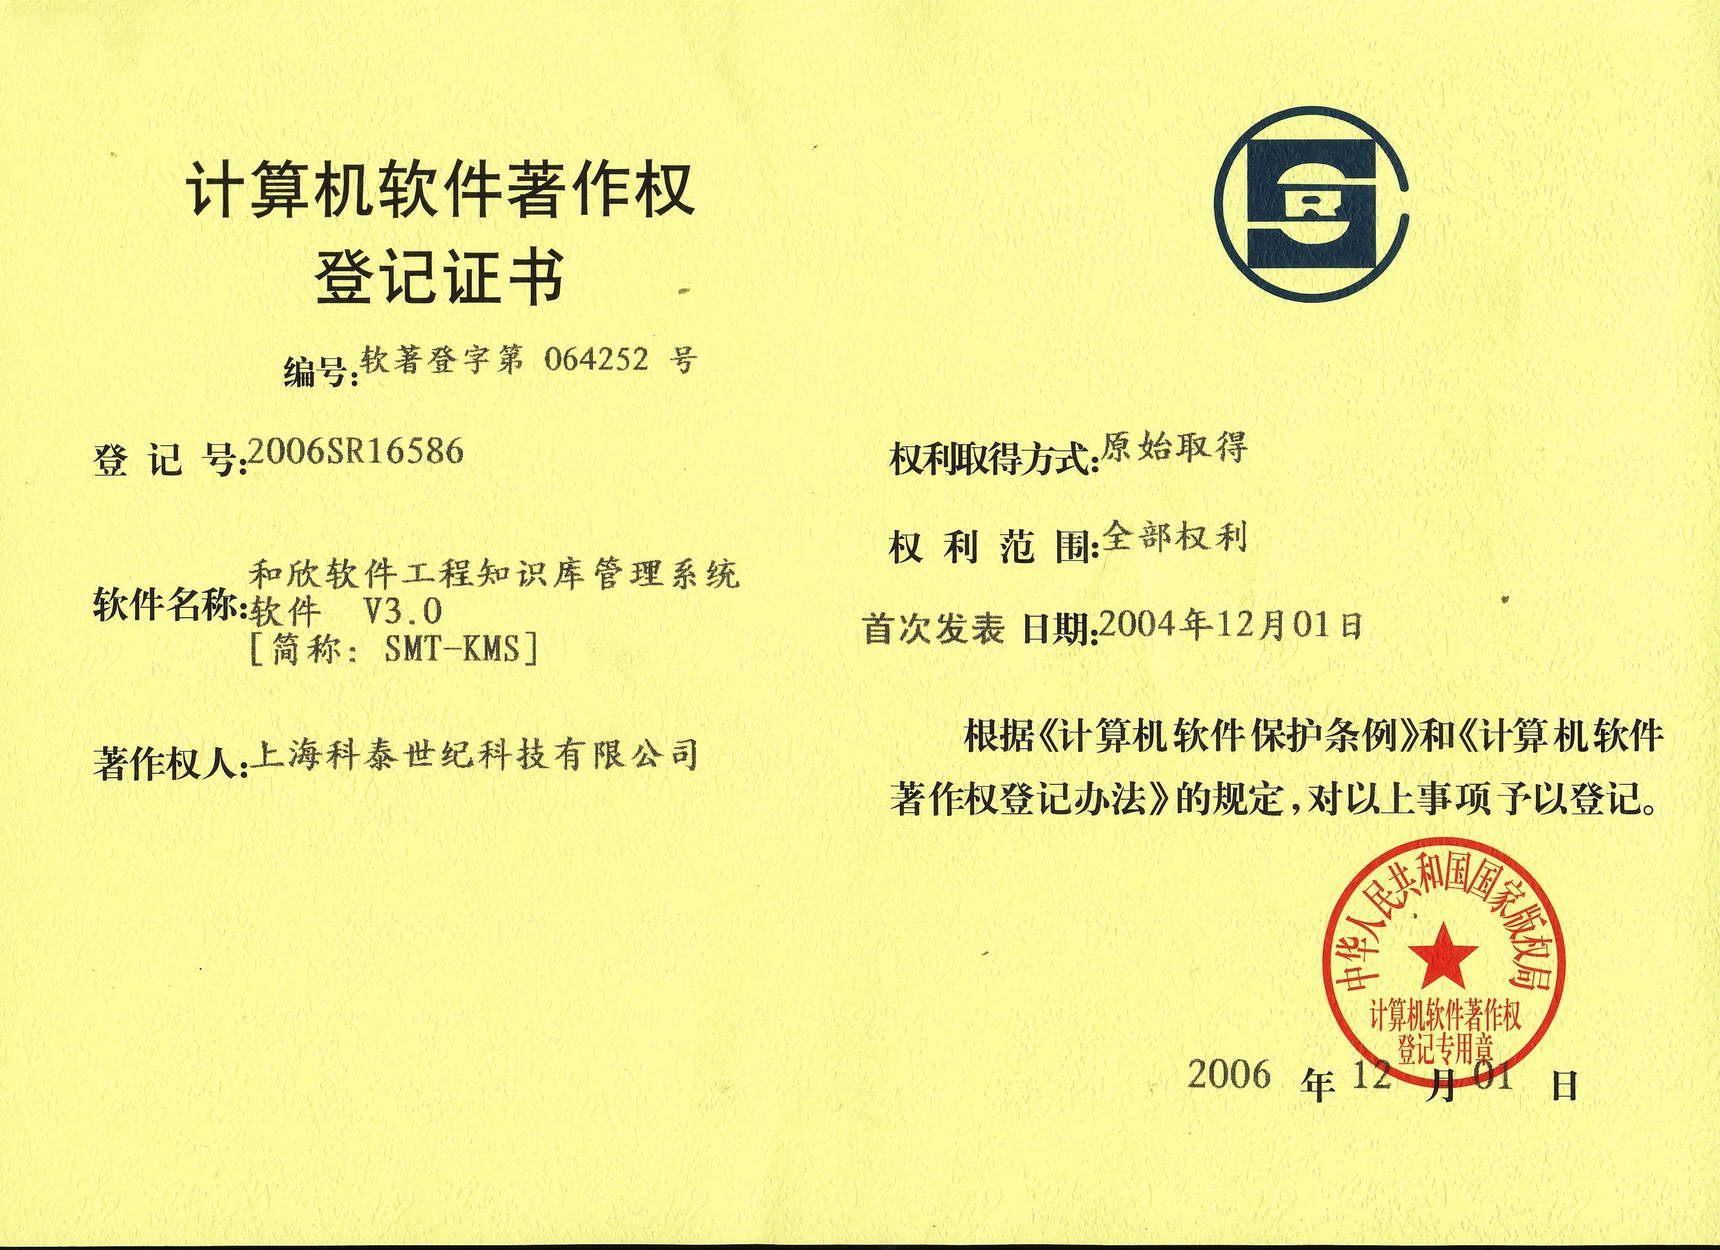 计算机软件著作权
登记证书
编号:软著登字第 064252 号
登 记 号:2006SR16586
软件名称:和欣软件工程知识库管理系统
软件 V3.0
[简称: SMT-KMS]
著作权人:上海科泰世纪科技有限公司
SR
权利取得方式:原始取得
权 利 范 围:全部权利
首次发表 日期:2004年12月01日
根据《计算机软件保护条例》和《计算机软件
著作权登记办法》的规定,对以上事项予以登记。
中华人民共和国国家版权局
计算机软件著作权
登记专用章
2006 年 12 月 01 日